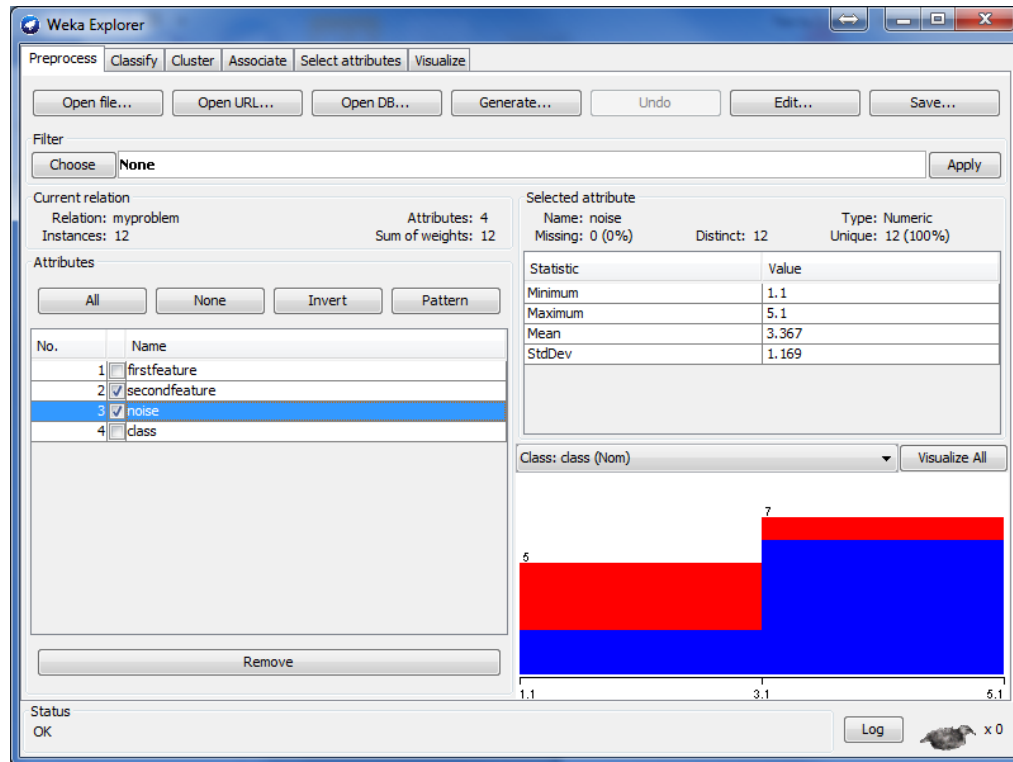 Weka Explorer
Preprocess Classify Cluster Associate Select attributes Visualize
Open file... Open URL... Open DB... Generate... Undo Edit... Save...
Filter
Choose None Apply
Current relation
Relation: myproblem Attributes: 4
Instances: 12 Sum of weights: 12
Attributes
All None Invert Pattern
No. Name
1 firstfeature
2 secondfeature
3 noise
4 class
Remove
Selected attribute
Name: noise Type: Numeric
Missing: 0 (0%) Distinct: 12 Unique: 12 (100%)
Statistic Value
Minimum 1.1
Maximum 5.1
Mean 3.367
StdDev 1.169
Class: class (Nom) Visualize All
7
5
1.1 3.1 5.1
Status
OK
Log x 0